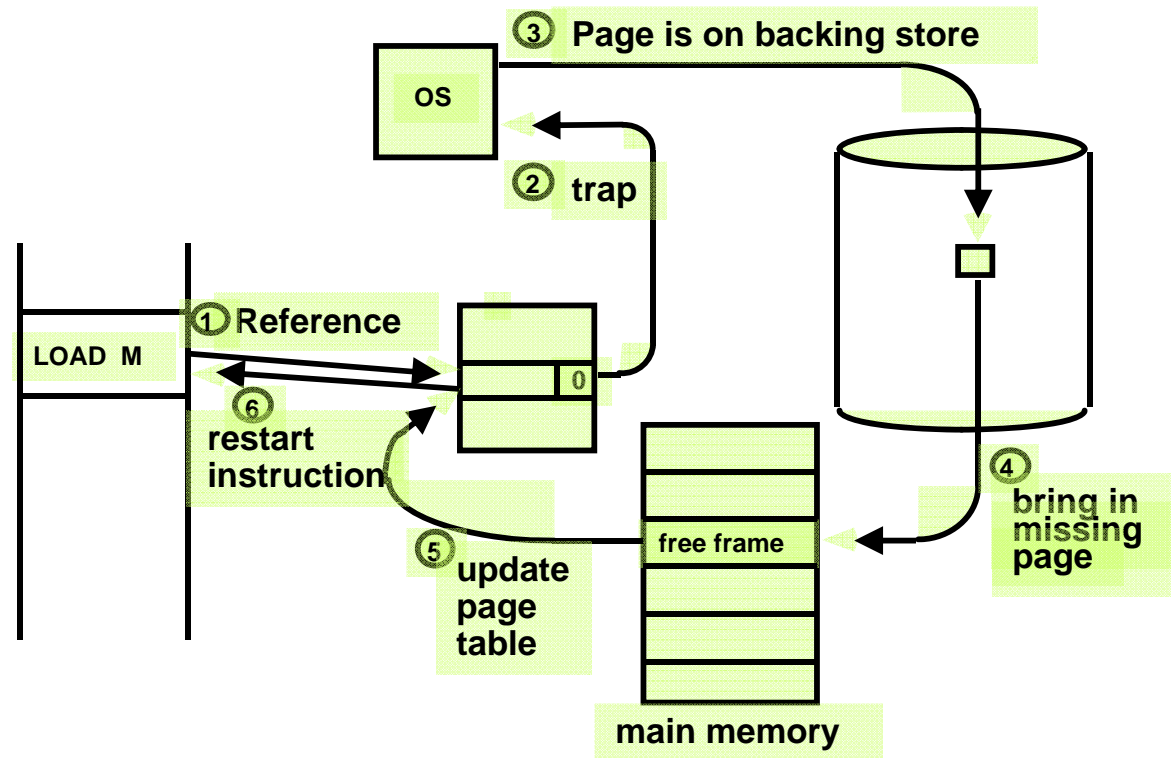 3 Page is on backing store
OS
2 trap
1 Reference
LOAD M
0
6
restart
instruction
4
bring in
missing
page
free frame
5
update
page
table
main memory